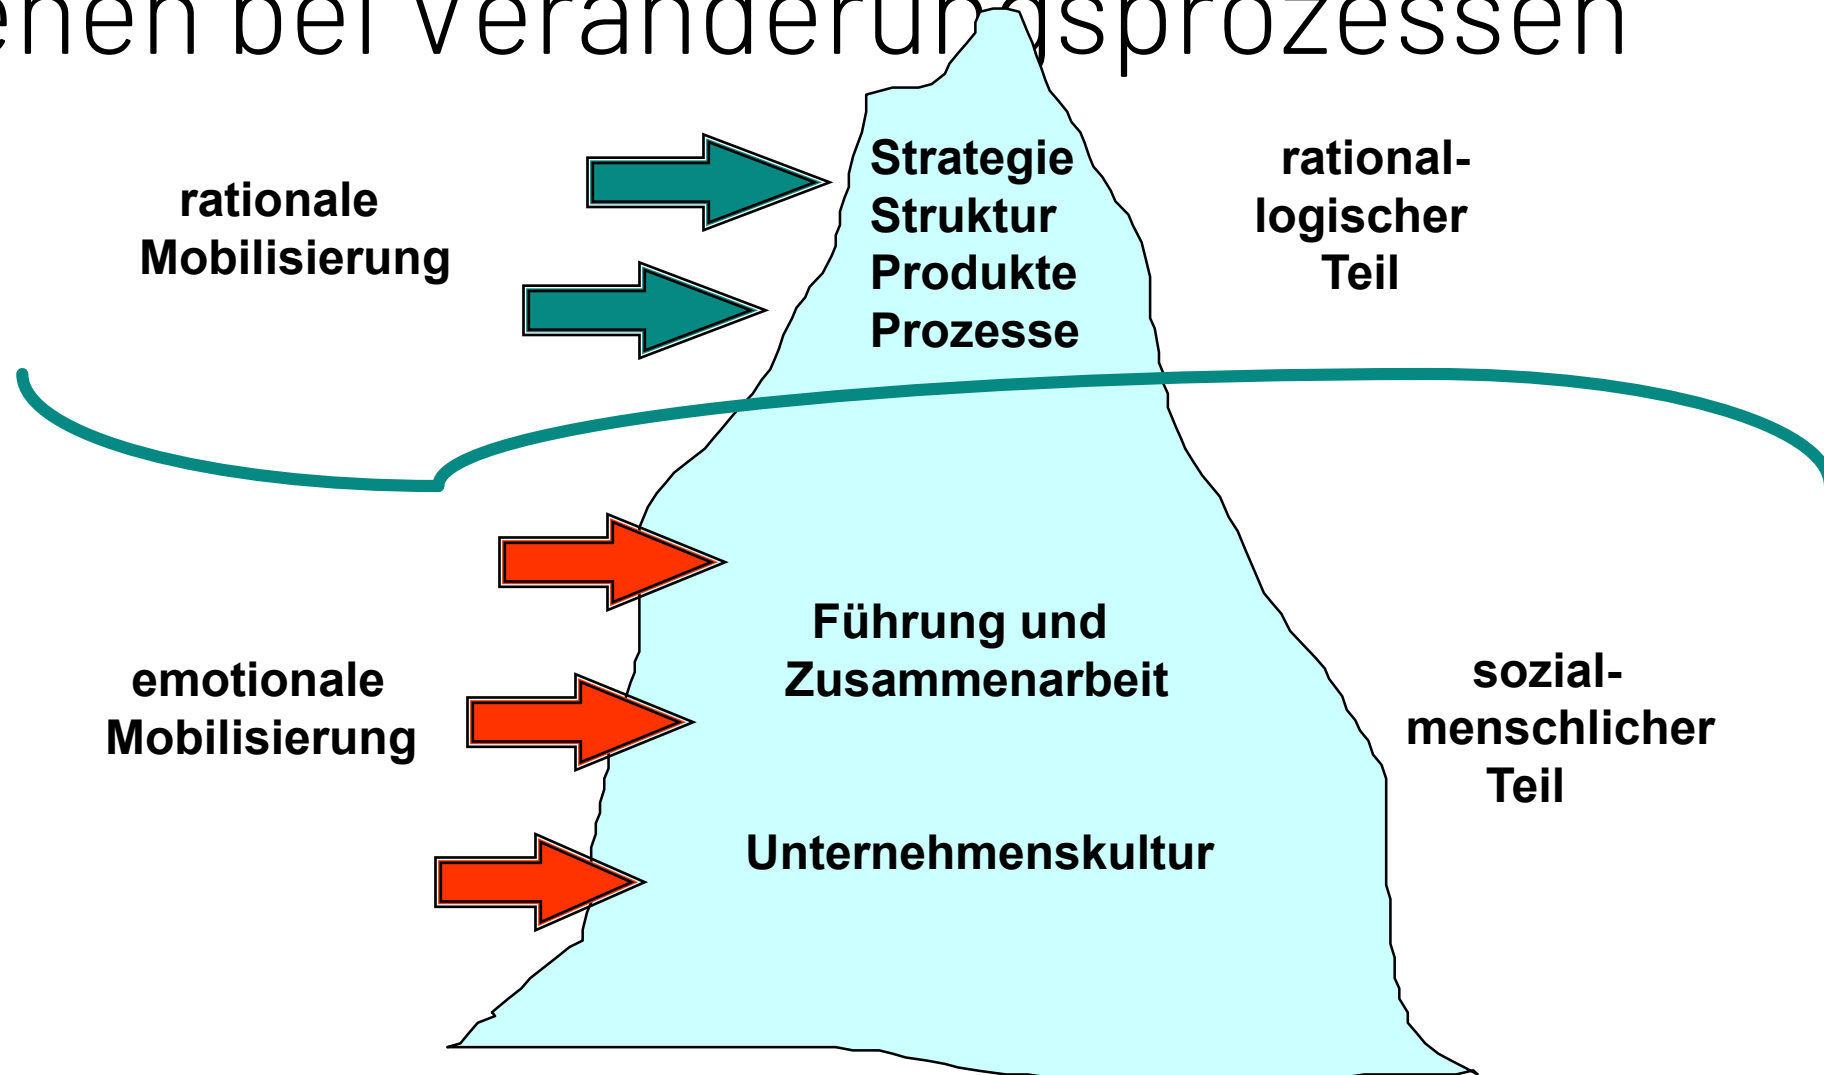 bei Veränderungsprozessen
rationale
Mobilisierung
Strategie
Struktur
Produkte
Prozesse
rational-
logischer
Teil
emotionale
Mobilisierung
Führung und
Zusammenarbeit
Unternehmenskultur
sozial-
menschlicher
Teil